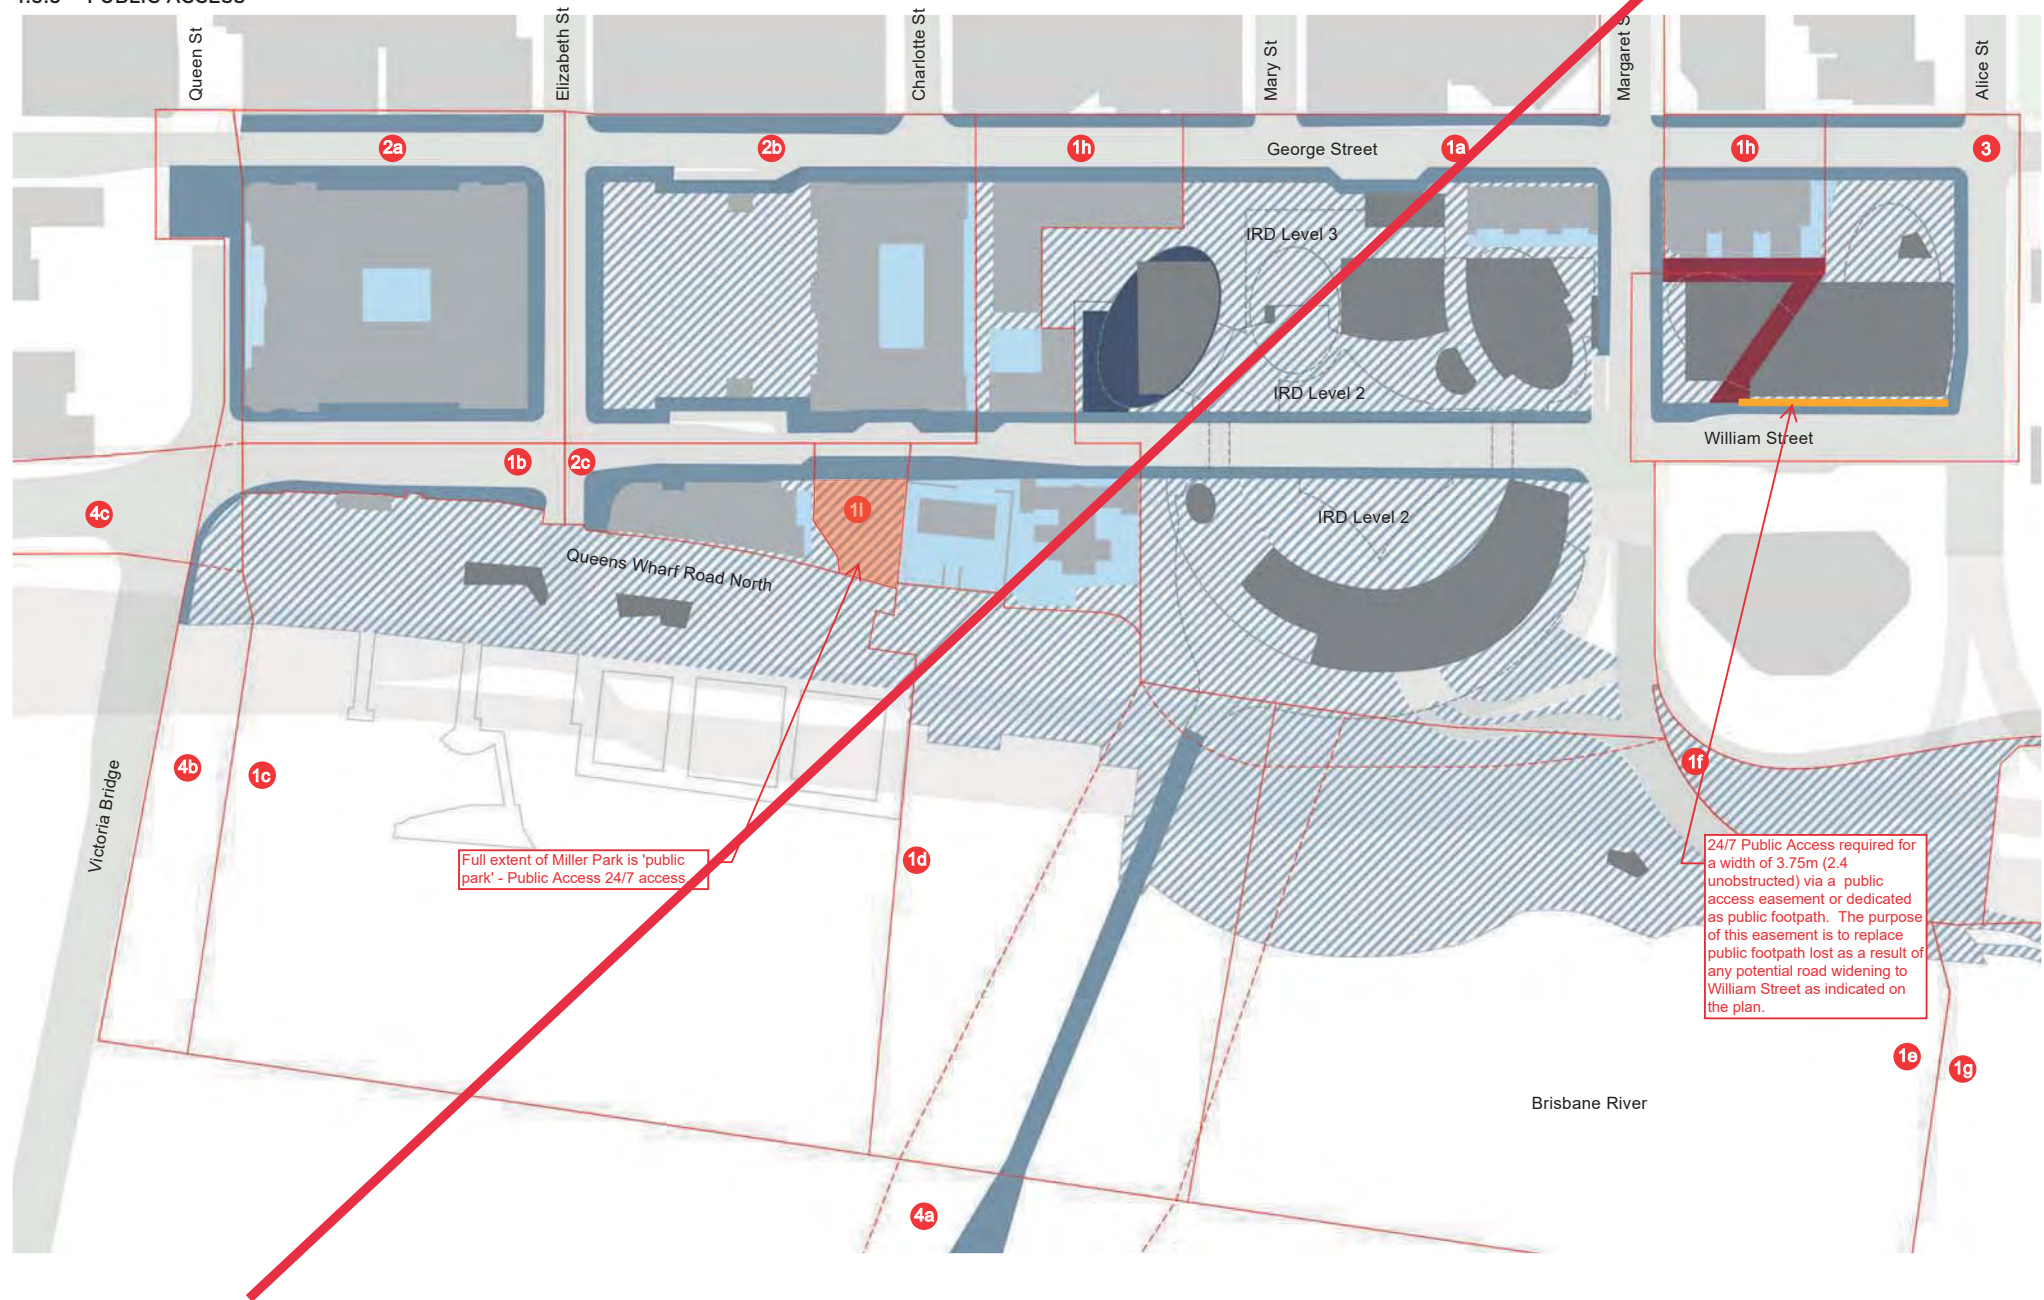 PUBLIC ACCESS
Queen St
Elizabeth St
Charlotte St
Mary St
Margaret St
Alice St
2a
2b
1h
George Street
1a
1h
3
IRD Level 3
IRD Level 2
William Street
1b
2c
4c
1l
IRD Level 2
Queens Wharf Road North
4b
1c
1f
Victoria Bridge
Full extent of Miller Park is 'public
park' - Public Access 24/7 access
1d
24/7 Public Access required for
a width of 3.75m (2.4
unobstructed) via a public
access easement or dedicated
as public footpath. The purpose
of this easement is to replace
public footpath lost as a result of
any potential road widening to
William Street as indicated on
the plan.
1e
1g
Brisbane River
4a